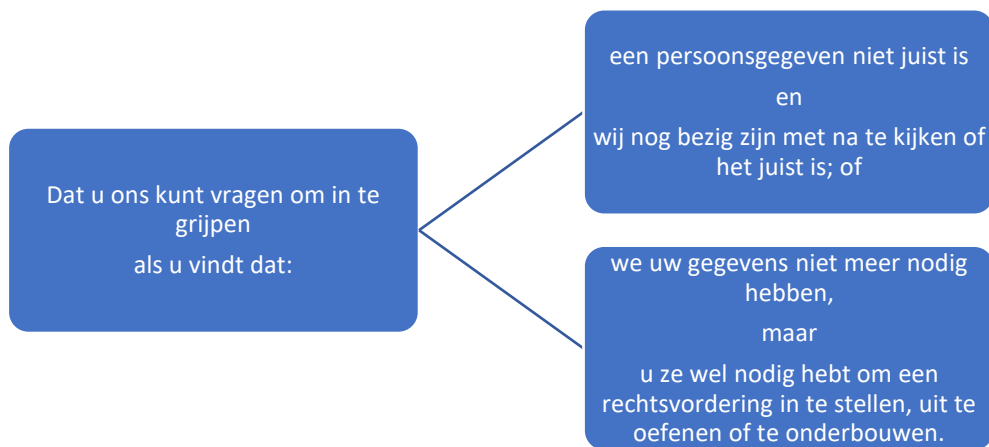 Dat u ons kunt vragen om in te
grijpen
als u vindt dat:
een persoonsgegeven niet juist is
en
wij nog bezig zijn met na te kijken of
het juist is; of
we uw gegevens niet meer nodig
hebben,
maar
u ze wel nodig hebt om een
rechtsvordering in te stellen, uit te
oefenen of te onderbouwen.